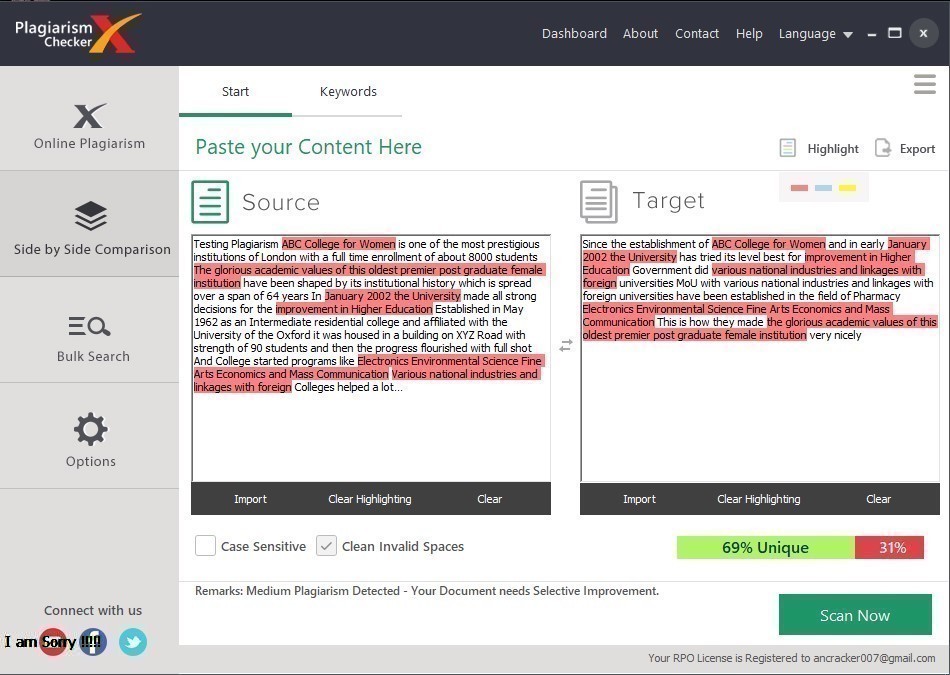 Plagiarism
Checker
Dashboard About Contact Help Language
Start Keywords
Online Plagiarism
Side by Side Comparison
Bulk Search
Options
Connect with us
I am Sorry !!!!
Paste your Content Here
Highlight Export
Source
Testing Plagiarism ABC College for Women is one of the most prestigious
institutions of London with a full time enrollment of about 8000 students
The glorious academic values of this oldest premier post graduate female
institution have been shaped by its institutional history which is spread
over a span of 64 years In January 2002 the University made all strong
decisions for the improvement in Higher Education Established in May
1962 as an Intermediate residential college and affiliated with the
University of the Oxford it was housed in a building on XYZ Road with
strength of 90 students and then the progress flourished with full shot
And College started programs like Electronics Environmental Science Fine
Arts Economics and Mass Communication Various national industries and
linkages with foreign Colleges helped a lot...
Import Clear Highlighting Clear
Target
Since the establishment of ABC College for Women and in early January
2002 the University has tried its level best for improvement in Higher
Education Government did various national industries and linkages with
foreign universities MoU with various national industries and linkages with
foreign universities have been established in the field of Pharmacy
Electronics Environmental Science Fine Arts Economics and Mass
Communication This is how they made the glorious academic values of this
oldest premier post graduate female institution very nicely
Import Clear Highlighting Clear
Case Sensitive Clean Invalid Spaces
69% Unique 31%
Remarks: Medium Plagiarism Detected - Your Document needs Selective Improvement.
Scan Now
Your RPO License is Registered to ancracker007@gmail.com